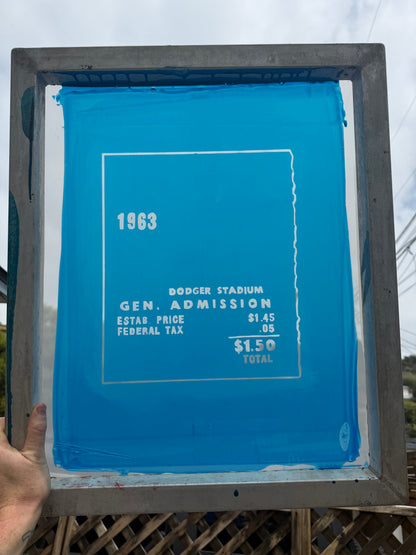 1963
DODGER STADIUM
GEN. ADMISSION
ESTAB PRICE $1.45
FEDERAL TAX .05
$1.50
TOTAL